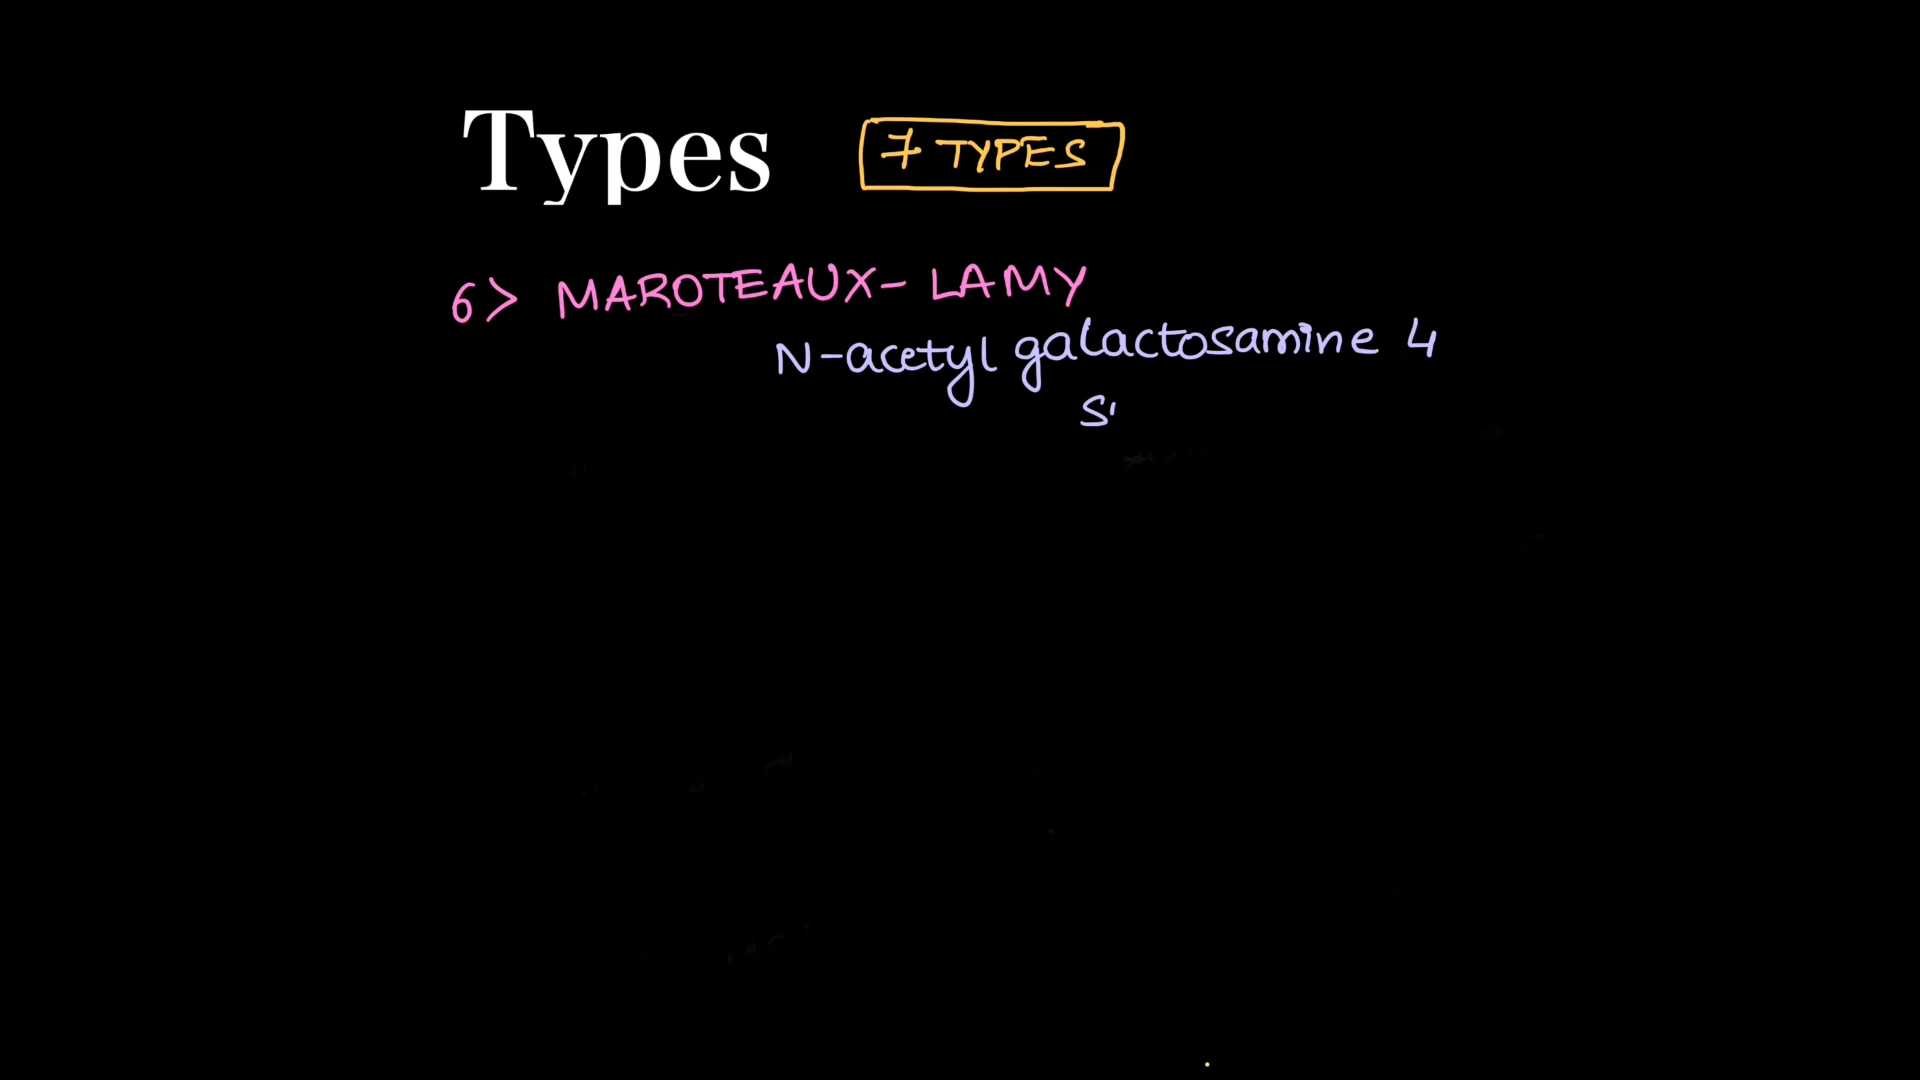 Types 7 TYPES
6> MAROTEAUX- LAMY
N-acetyl galactosamine 4
S